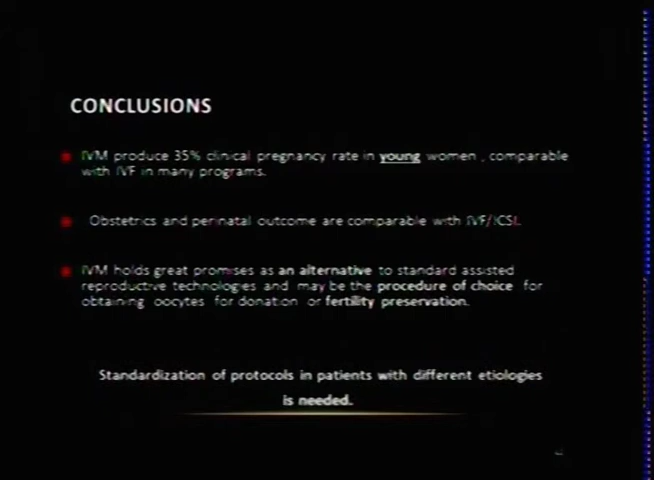 CONCLUSIONS
IVM produce 35% clinical pregnancy rate in young women , comparable
with IVF in many programs.
Obstetrics and perinatal outcome are comparable with IVF/ICSI.
IVM holds great promises as an alternative to standard assisted
reproductive technologies and may be the procedure of choice for
obtaining oocytes for donation or fertility preservation.
Standardization of protocols in patients with different etiologies
is needed.